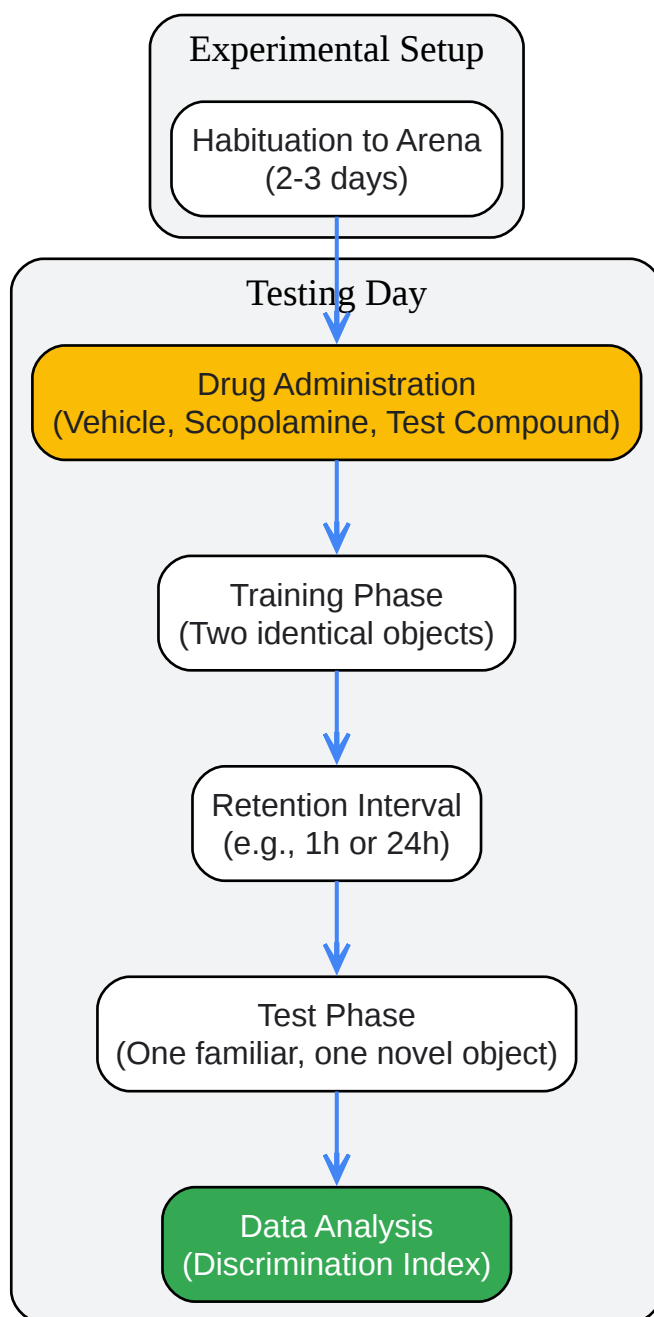 Experimental Setup
Habituation to Arena
(2-3 days)
Testing Day
Drug Administration
(Vehicle, Scopolamine, Test Compound)
Training Phase
(Two identical objects)
Retention Interval
(e.g., 1h or 24h)
Test Phase
(One familiar, one novel object)
Data Analysis
(Discrimination Index)